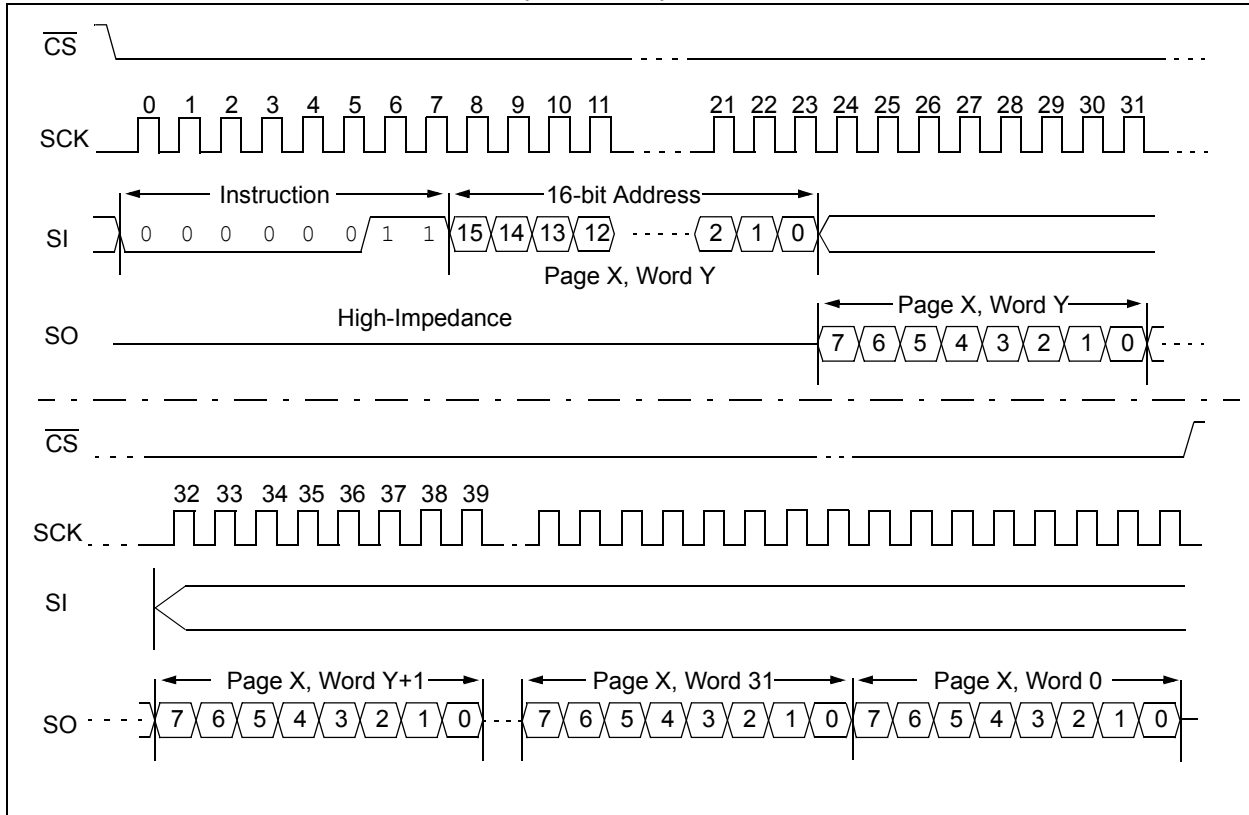 CS
0 1 2 3 4 5 6 7 8 9 10 11 21 22 23 24 25 26 27 28 29 30 31
SCK
Instruction 16-bit Address
SI 0 0 0 0 0 0 1 1 15 14 13 12 2 1 0
Page X, Word Y
High-Impedance Page X, Word Y
SO 7 6 5 4 3 2 1 0
CS
32 33 34 35 36 37 38 39
SCK
SI
Page X, Word Y+1 Page X, Word 31 Page X, Word 0
SO 7 6 5 4 3 2 1 0 7 6 5 4 3 2 1 0 7 6 5 4 3 2 1 0